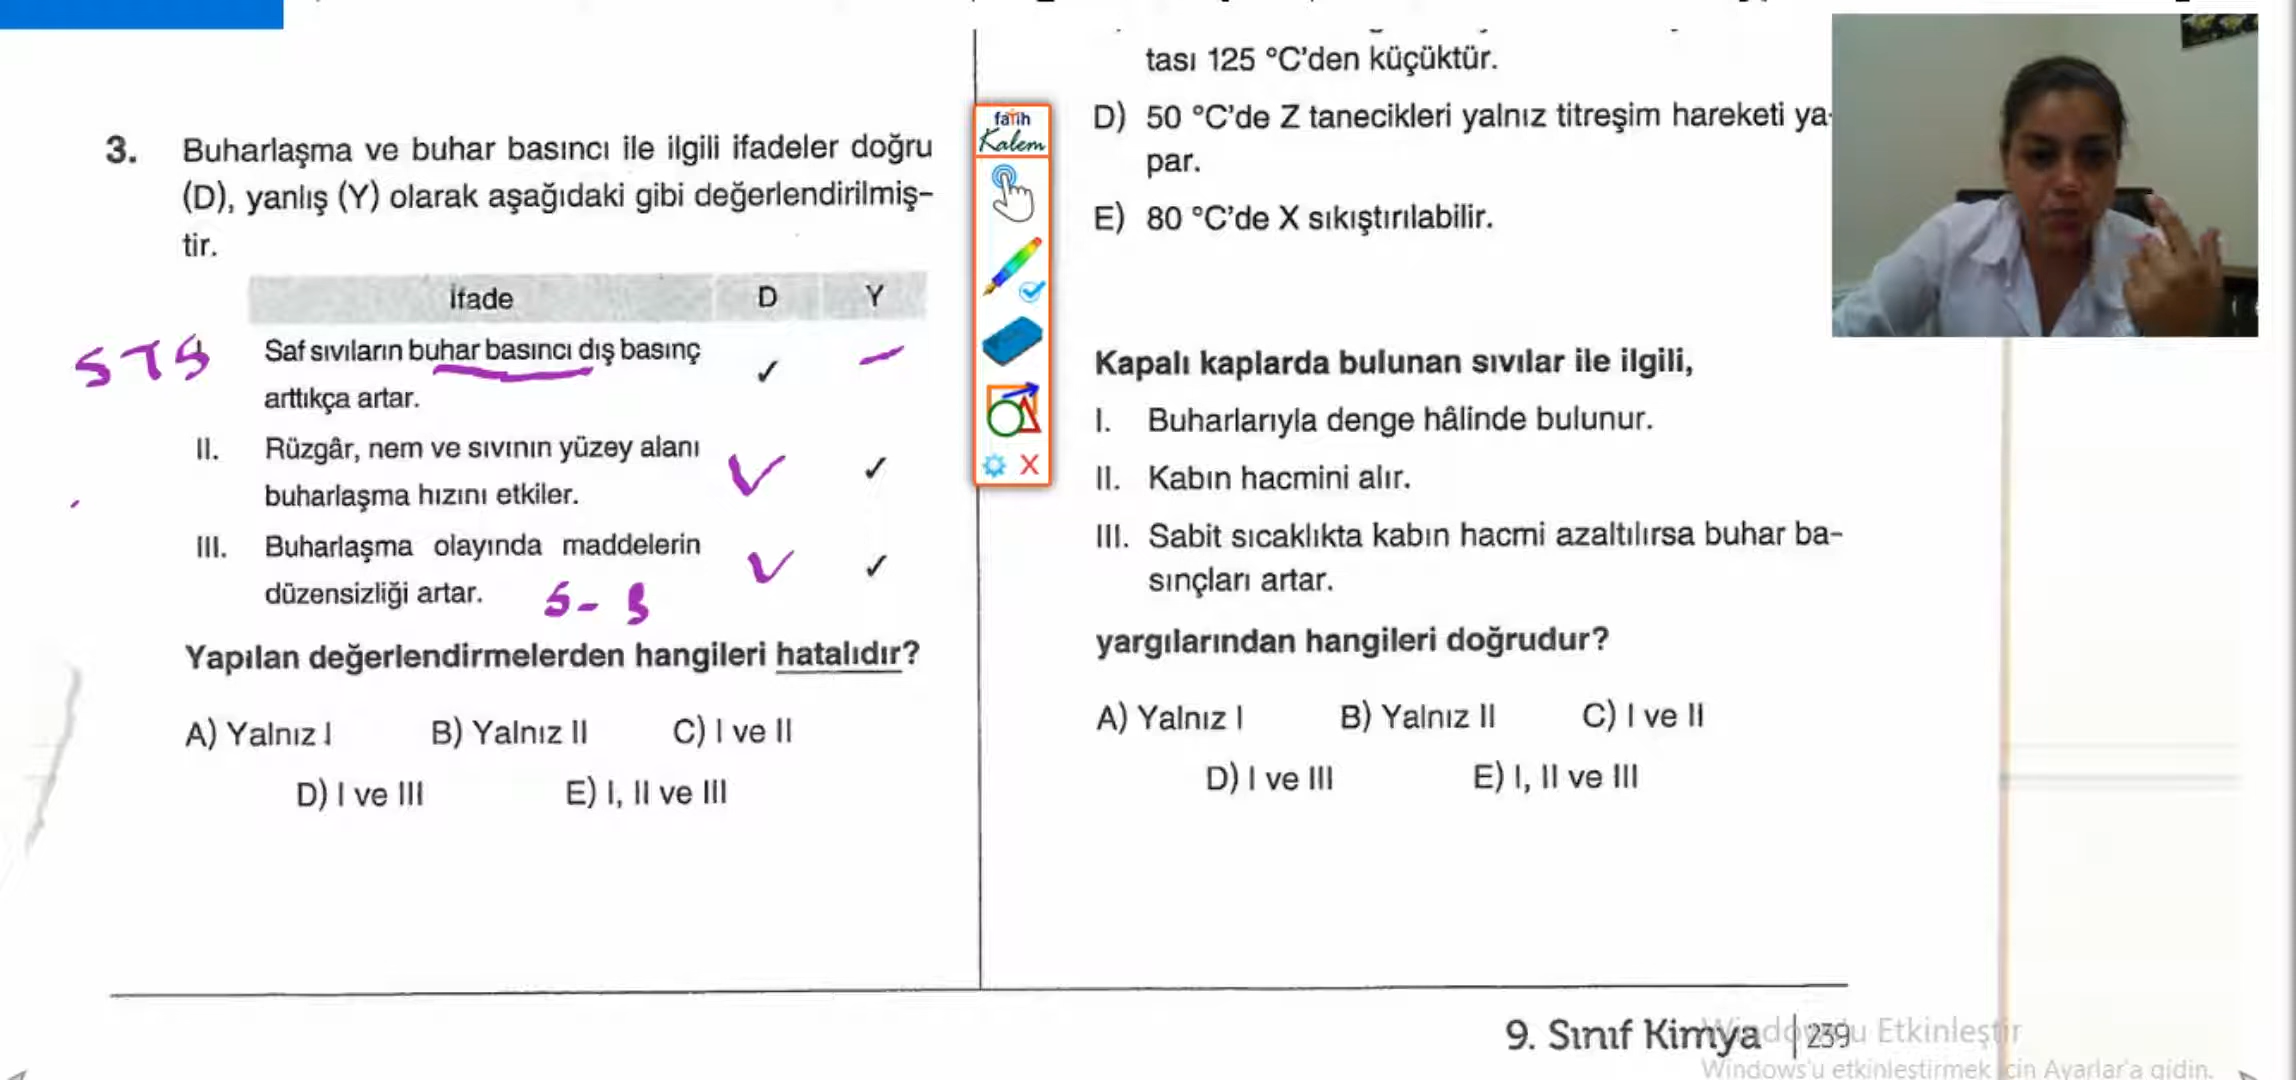 3. Buharlaşma ve buhar basıncı ile ilgili ifadeler doğru
(D), yanlış (Y) olarak aşağıdaki gibi değerlendirilmiş-
tir.
İfade D Y
STS Saf sıvıların buhar basıncı dış basınç ✓
arttıkça artar.
II. Rüzgâr, nem ve sıvının yüzey alanı ✓
buharlaşma hızını etkiler.
III. Buharlaşma olayında maddelerin ✓
düzensizliği artar.
Yapılan değerlendirmelerden hangileri hatalıdır?
A) Yalnız I B) Yalnız II C) I ve II
D) I ve III E) I, II ve III
fatih
Kalem
tası 125 °C'den küçüktür.
D) 50 °C'de Z tanecikleri yalnız titreşim hareketi ya-
par.
E) 80 °C'de X sıkıştırılabilir.
Kapalı kaplarda bulunan sıvılar ile ilgili,
I. Buharlarıyla denge hâlinde bulunur.
II. Kabın hacmini alır.
III. Sabit sıcaklıkta kabın hacmi azaltılırsa buhar ba-
sınçları artar.
yargılarından hangileri doğrudur?
A) Yalnız I B) Yalnız II C) I ve II
D) I ve III E) I, II ve III
9. Sınıf Kimya 239
Windows'u Etkinleştir
Windows'u etkinleştirmek için Ayarlar'a gidin.